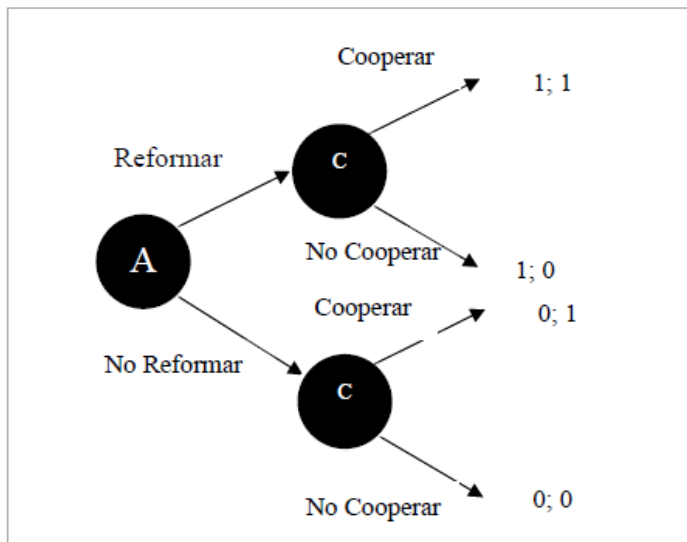 Cooperar
1; 1
C
Reformar
A
No Cooperar
1; 0
Cooperar
0; 1
No Reformar
C
No Cooperar
0; 0